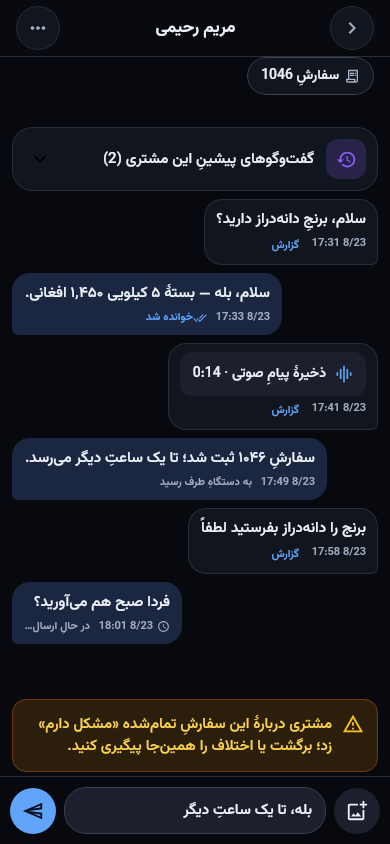 مریم رحیمی
سفارشِ 1046
گفت‌وگوهای پیشینِ این مشتری (2)
سلام، برنجِ دانه‌دراز دارید؟
17:31 8/23 گزارش
سلام، بله — بستهٔ ۵ کیلویی ۱,۴۵۰ افغانی.
17:33 8/23 خوانده شد
ذخیرهٔ پیامِ صوتی · 0:14
17:41 8/23 گزارش
سفارشِ ۱۰۴۶ ثبت شد؛ تا یک ساعتِ دیگر می‌رسد.
17:49 8/23 به دستگاهِ طرف رسید
برنج را دانه‌دراز بفرستید لطفاً
17:58 8/23 گزارش
فردا صبح هم می‌آورید؟
18:01 8/23 در حالِ ارسال...
مشتری دربارهٔ این سفارشِ تمام‌شده «مشکل دارم»
زد؛ برگشت یا اختلاف را همین‌جا پیگیری کنید.
بله، تا یک ساعتِ دیگر